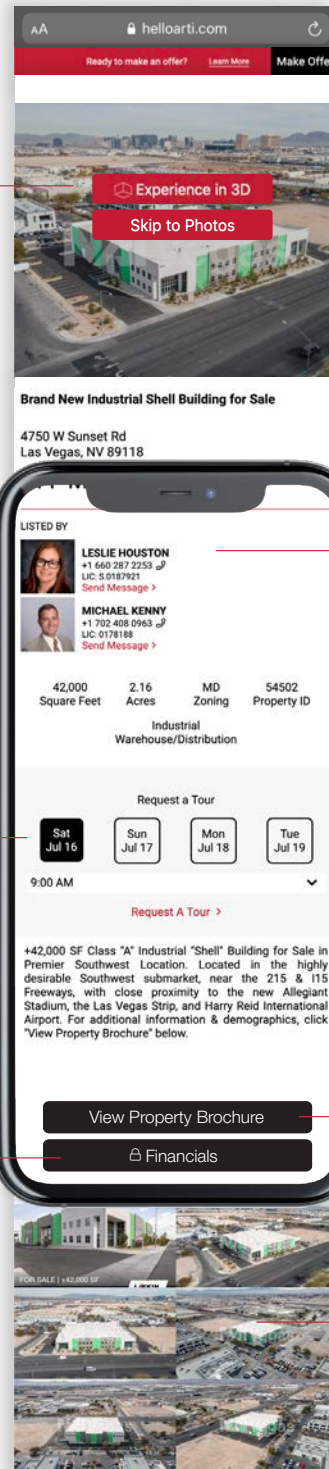 AA helloarti.com
Ready to make an offer? Learn More Make Offe
Experience in 3D
Skip to Photos
Brand New Industrial Shell Building for Sale
4750 W Sunset Rd
Las Vegas, NV 89118
LISTED BY
LESLIE HOUSTON
+1 660 287 2253
LIC: S.0187921
Send Message >
MICHAEL KENNY
+1 702 408 0963
LIC: 0178188
Send Message >
42,000 2.16 MD 54502
Square Feet Acres Zoning Property ID
Industrial
Warehouse/Distribution
Request a Tour
Sat Sun Mon Tue
Jul 16 Jul 17 Jul 18 Jul 19
9:00 AM
Request A Tour >
+42,000 SF Class "A" Industrial "Shell" Building for Sale in
Premier Southwest Location. Located in the highly
desirable Southwest submarket, near the 215 & I15
Freeways, with close proximity to the new Allegiant
Stadium, the Las Vegas Strip, and Harry Reid International
Airport. For additional information & demographics, click
"View Property Brochure" below.
View Property Brochure
Financials
FOR SALE | ±42,000 SF